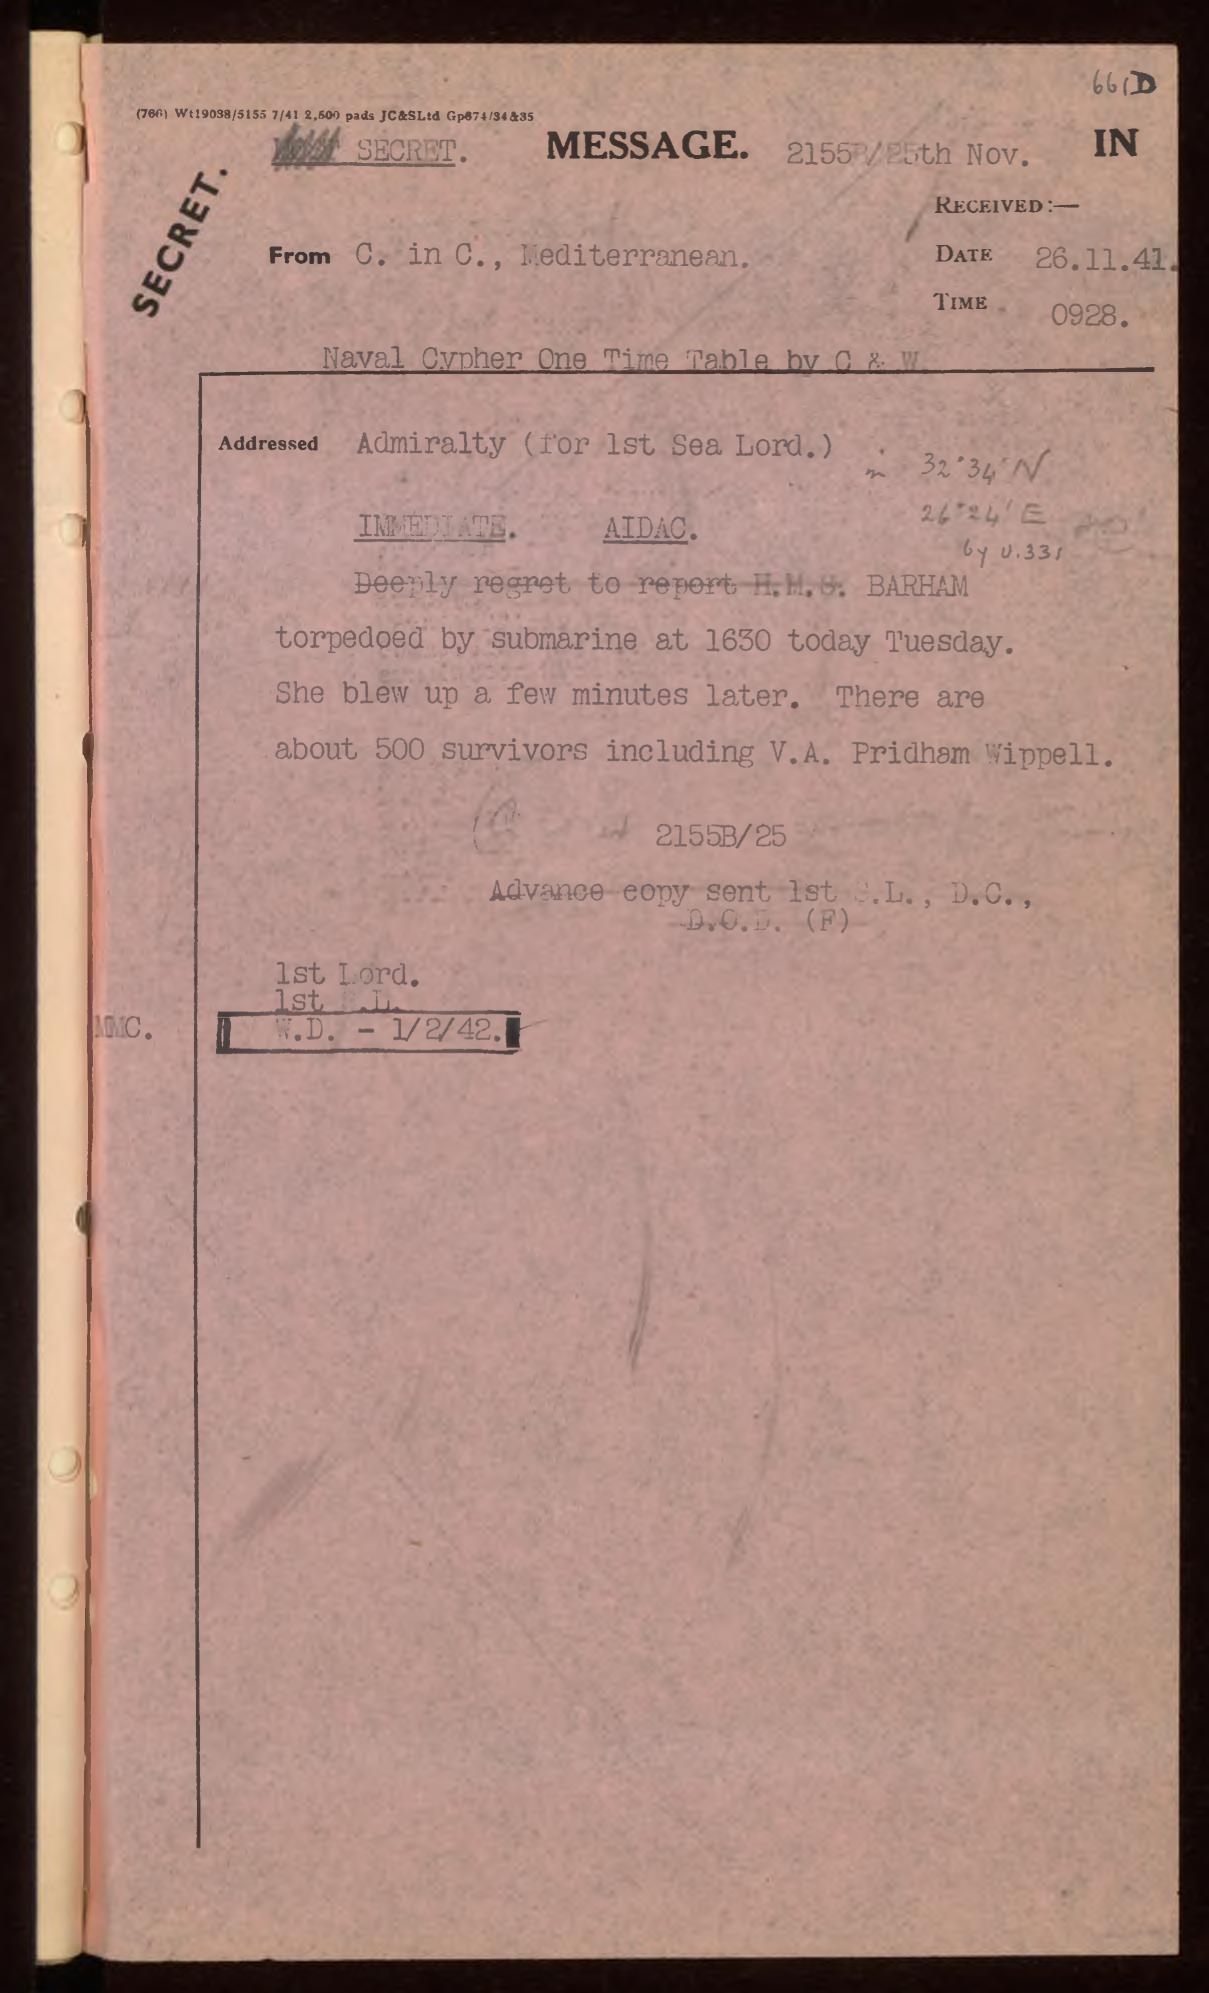 661D
(766) Wt19038/5155 7/41 2,500 pads JC&SLtd Gp674/34&35
SECRET. MESSAGE. 2155B/25th Nov. IN
SECRET.
RECEIVED:—
From C. in C., Mediterranean. DATE 26.11.41.
TIME 0928.
Naval Cypher One Time Table by C & W.
Addressed Admiralty (for 1st Sea Lord.)
in 32°34'N
IMMEDIATE. AIDAC. 26°24'E
by U.331
Deeply regret to report H.M.S. BARHAM
torpedoed by submarine at 1630 today Tuesday.
She blew up a few minutes later. There are
about 500 survivors including V.A. Pridham Wippell.
2155B/25
Advance copy sent 1st S.L., D.C.,
D.O.D. (F)
1st Lord.
1st S.L.
MMC. W.D. - 1/2/42.